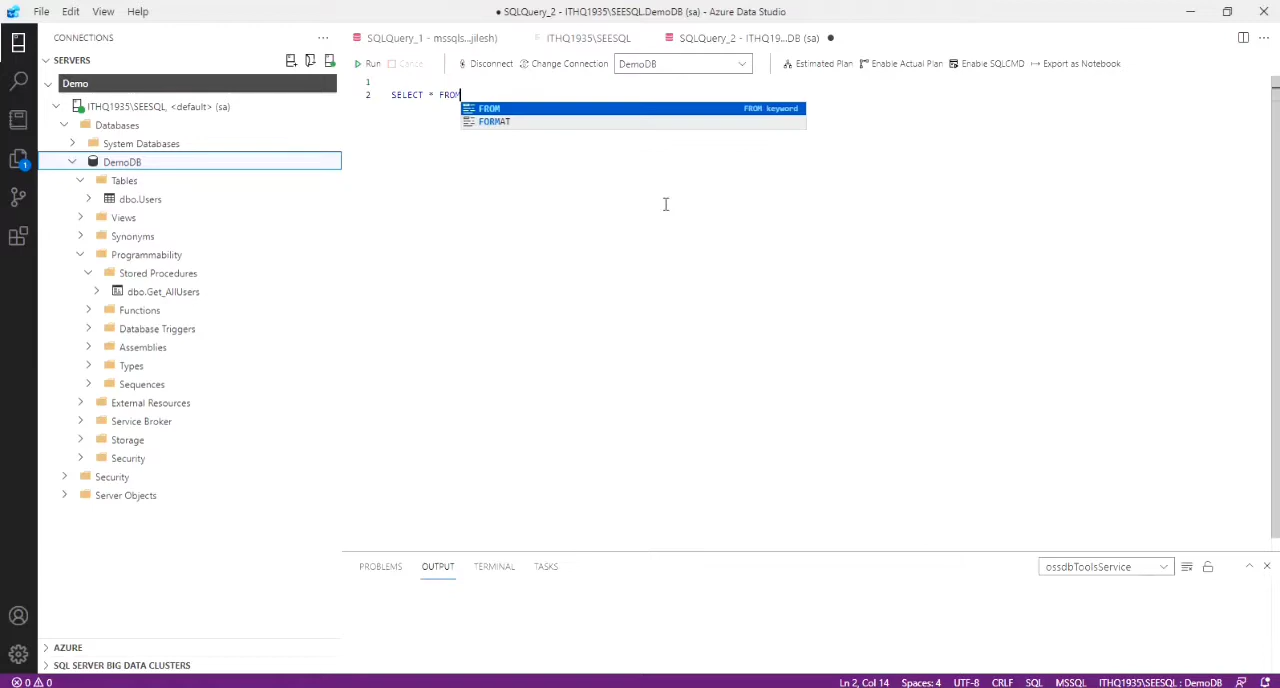 File Edit View Help
● SQLQuery_2 - ITHQ1935\SEESQL.DemoDB (sa) - Azure Data Studio
CONNECTIONS
SQLQuery_1 - mssqls...jilesh)
ITHQ1935\SEESQL
SQLQuery_2 - ITHQ19...DB (sa) ●
SERVERS
Run
Disconnect Change Connection DemoDB Estimated Plan Enable Actual Plan Enable SQLCMD Export as Notebook
Demo
1
2 SELECT * FROM
FROM FROM keyword
FORMAT
ITHQ1935\SEESQL, <default> (sa)
Databases
System Databases
DemoDB
Tables
dbo.Users
Views
Synonyms
Programmability
Stored Procedures
dbo.Get_AllUsers
Functions
Database Triggers
Assemblies
Types
Sequences
External Resources
Service Broker
Storage
Security
Security
Server Objects
1
PROBLEMS OUTPUT TERMINAL TASKS
ossdbToolsService
AZURE
SQL SERVER BIG DATA CLUSTERS
0 0
Ln 2, Col 14 Spaces: 4 UTF-8 CRLF SQL MSSQL ITHQ1935\SEESQL : DemoDB